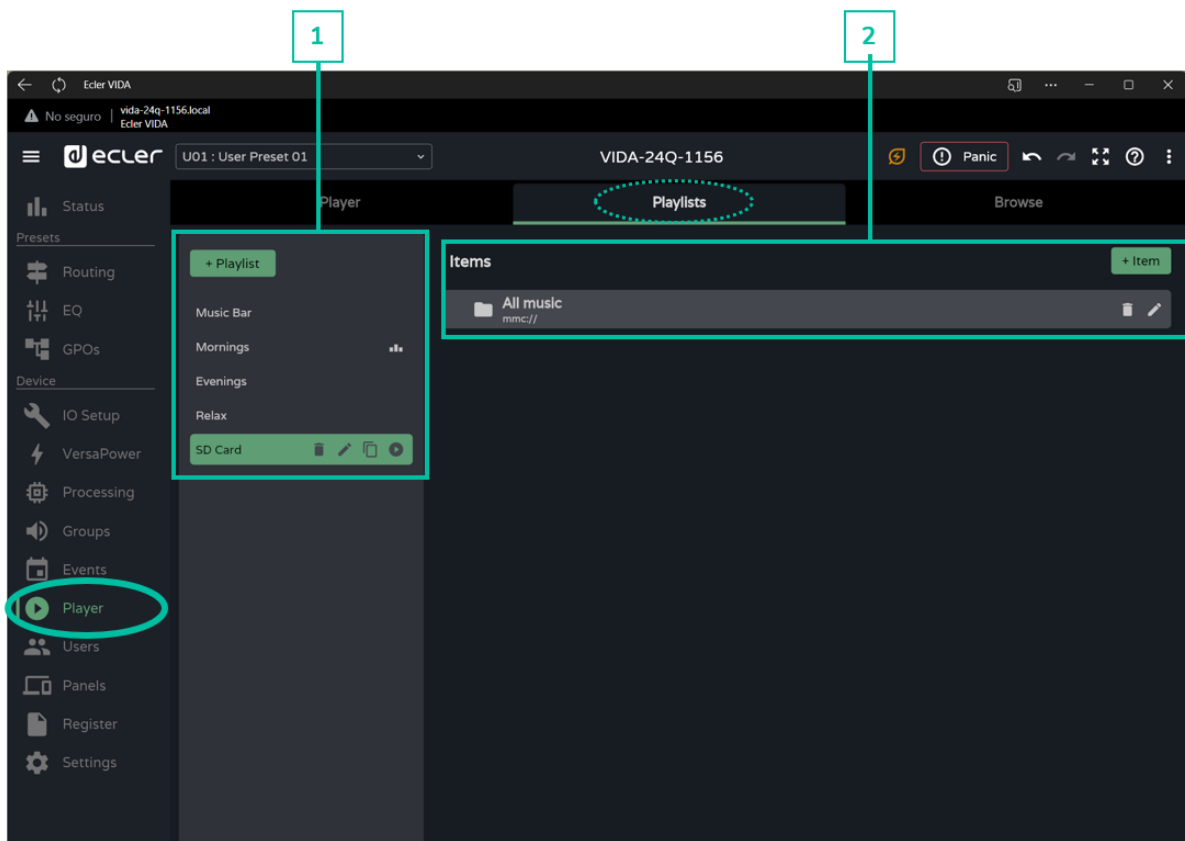 1
2
Ecler VIDA
No seguro
vida-24q-1156.local
Ecler VIDA
ecler
U01 : User Preset 01
VIDA-24Q-1156
Panic
Status
Presets
Routing
EQ
GPOs
Device
IO Setup
VersaPower
Processing
Groups
Events
Player
Users
Panels
Register
Settings
Player
Playlists
Browse
+ Playlist
Music Bar
Mornings
Evenings
Relax
SD Card
Items
+ Item
All music
mmc://